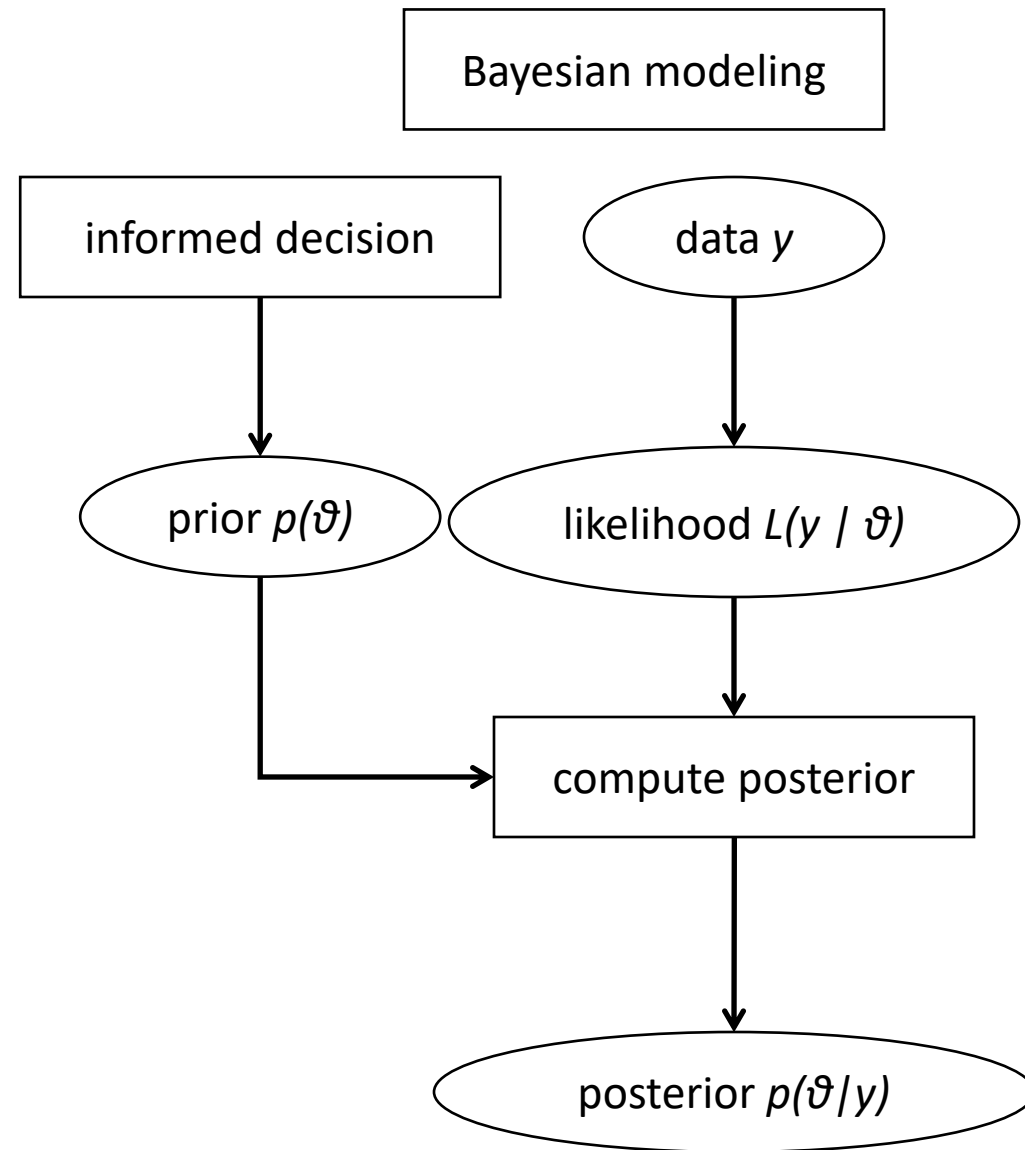 Bayesian modeling
informed decision
data y
prior p(ϑ)
likelihood L(y | ϑ)
compute posterior
posterior p(ϑ|y)